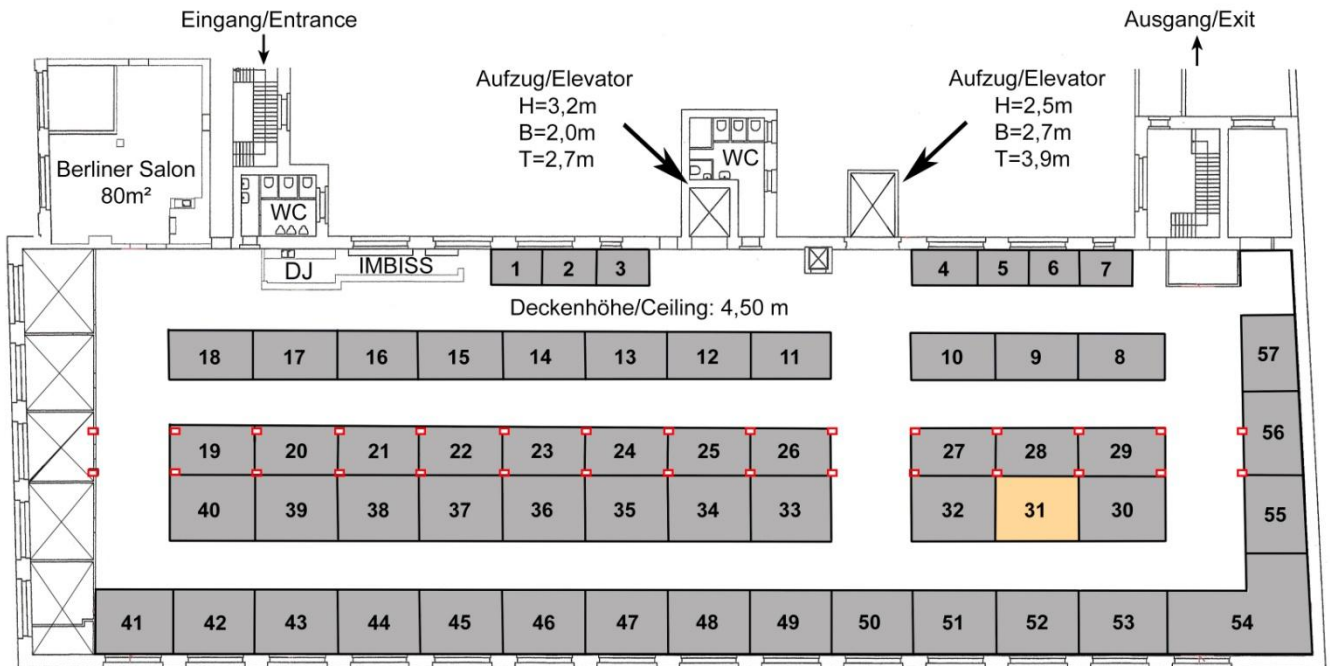 Eingang/Entrance
Ausgang/Exit
Aufzug/Elevator
H=3,2m
B=2,0m
T=2,7m
Aufzug/Elevator
H=2,5m
B=2,7m
T=3,9m
Berliner Salon
80m²
WC
WC
DJ
IMBISS
1 2 3
4 5 6 7
Deckenhöhe/Ceiling: 4,50 m
18 17 16 15 14 13 12 11 10 9 8
57
56
19 20 21 22 23 24 25 26 27 28 29
40 39 38 37 36 35 34 33 32 31 30
55
41 42 43 44 45 46 47 48 49 50 51 52 53 54